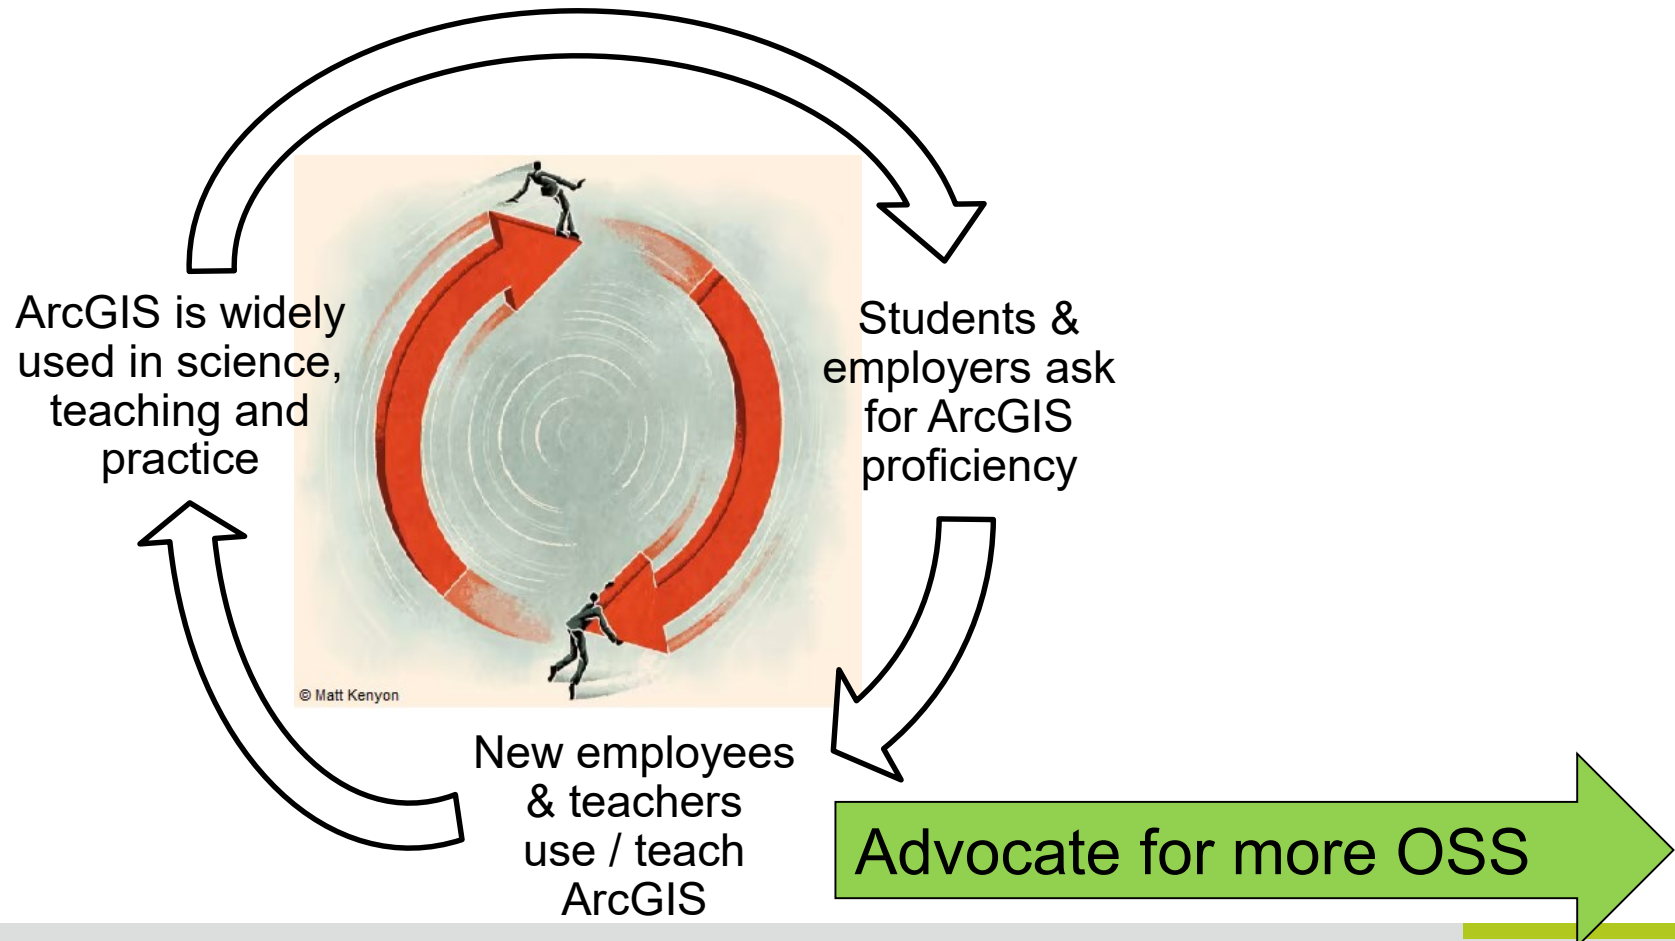 ArcGIS is widely
used in science,
teaching and
practice
Students &
employers ask
for ArcGIS
proficiency
© Matt Kenyon
New employees
& teachers
use / teach
ArcGIS
Advocate for more OSS